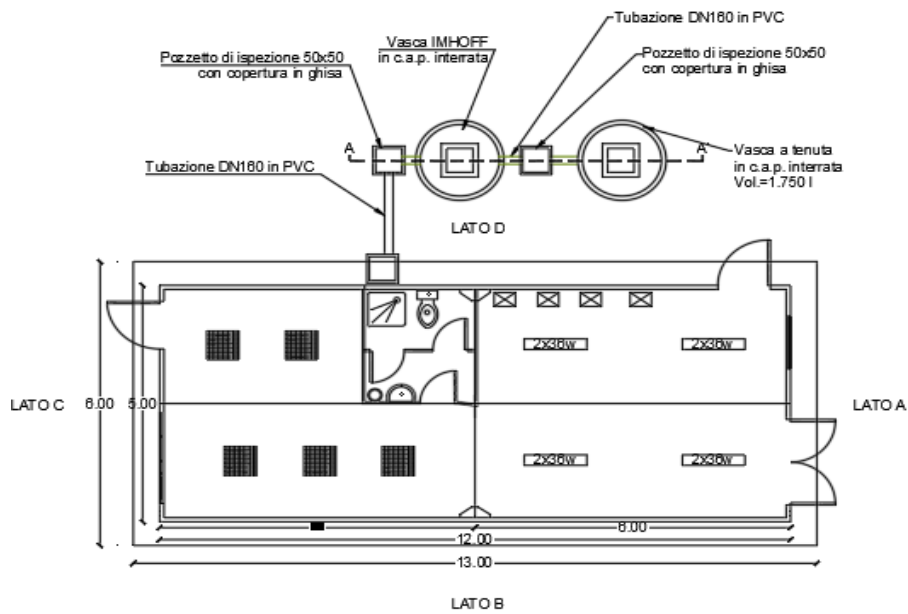 Tubazione DN160 in PVC
Vasca IMHOFF
in c.a.p. interrata
Pozzetto di ispezione 50x50
con copertura in ghisa
Pozzetto di ispezione 50x50
con copertura in ghisa
A
A'
Vasca a tenuta
in c.a.p. interrata
Vol.=1.750 l
Tubazione DN160 in PVC
LATO D
2x36w
2x36w
LATO C
6.00
5.00
LATO A
2x36w
2x36w
6.00
12.00
13.00
LATO B